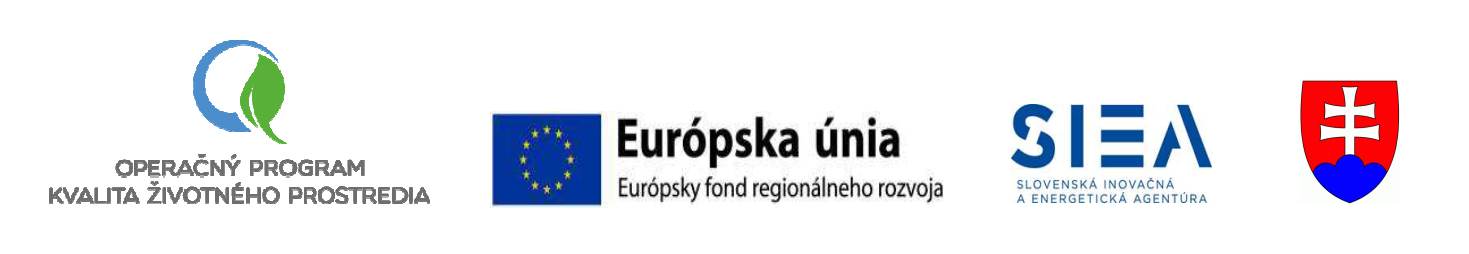 OPERAČNÝ PROGRAM
KVALITA ŽIVOTNÉHO PROSTREDIA
Európska únia
Európsky fond regionálneho rozvoja
SIEA
SLOVENSKÁ INOVAČNÁ
A ENERGETICKÁ AGENTÚRA